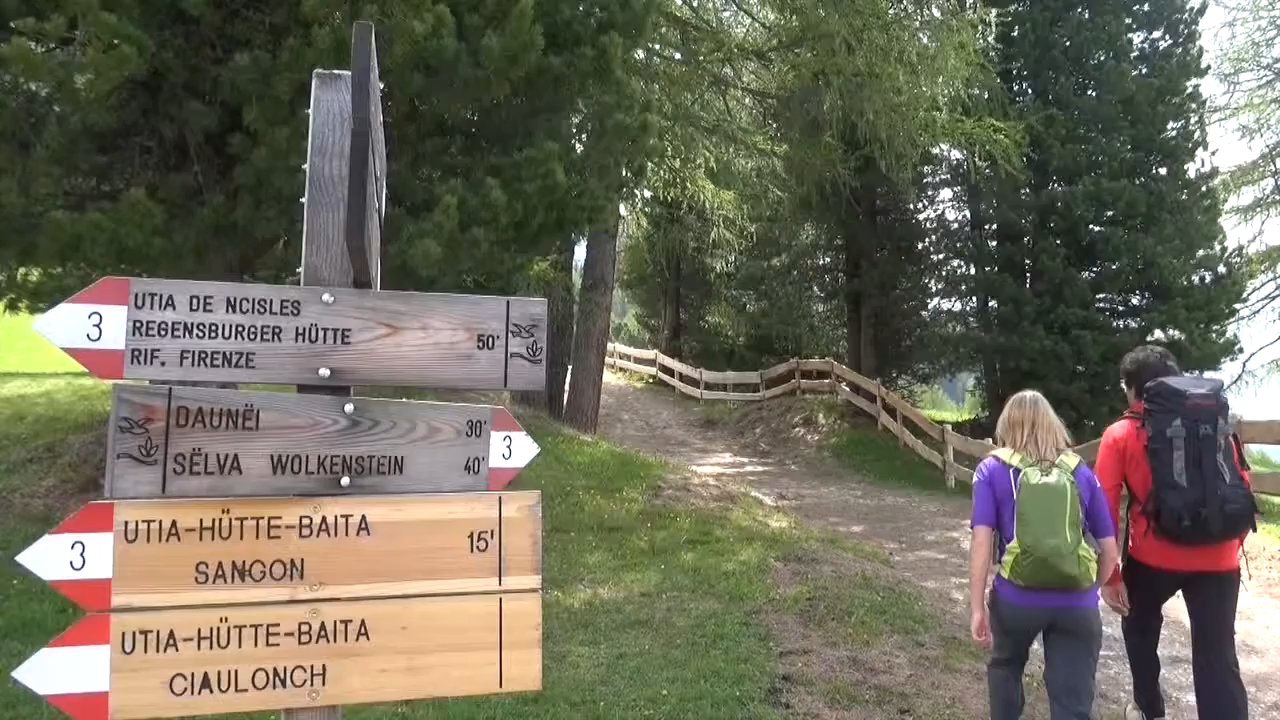 3
UTIA DE NCISLES
REGENSBURGER HÜTTE
RIF. FIRENZE
50'
DAUNËI 30'
SËLVA WOLKENSTEIN 40'
3
3
UTIA-HÜTTE-BAITA
SANGON
15'
UTIA-HÜTTE-BAITA
CIAULONCH